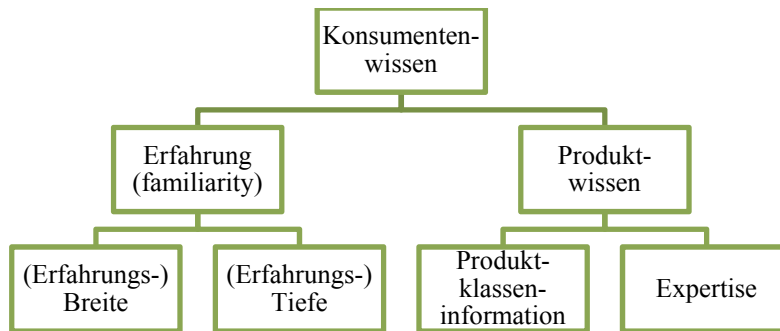 Konsumenten-
wissen
Erfahrung
(familiarity)
Produkt-
wissen
(Erfahrungs-)
Breite
(Erfahrungs-)
Tiefe
Produkt-
klassen-
information
Expertise